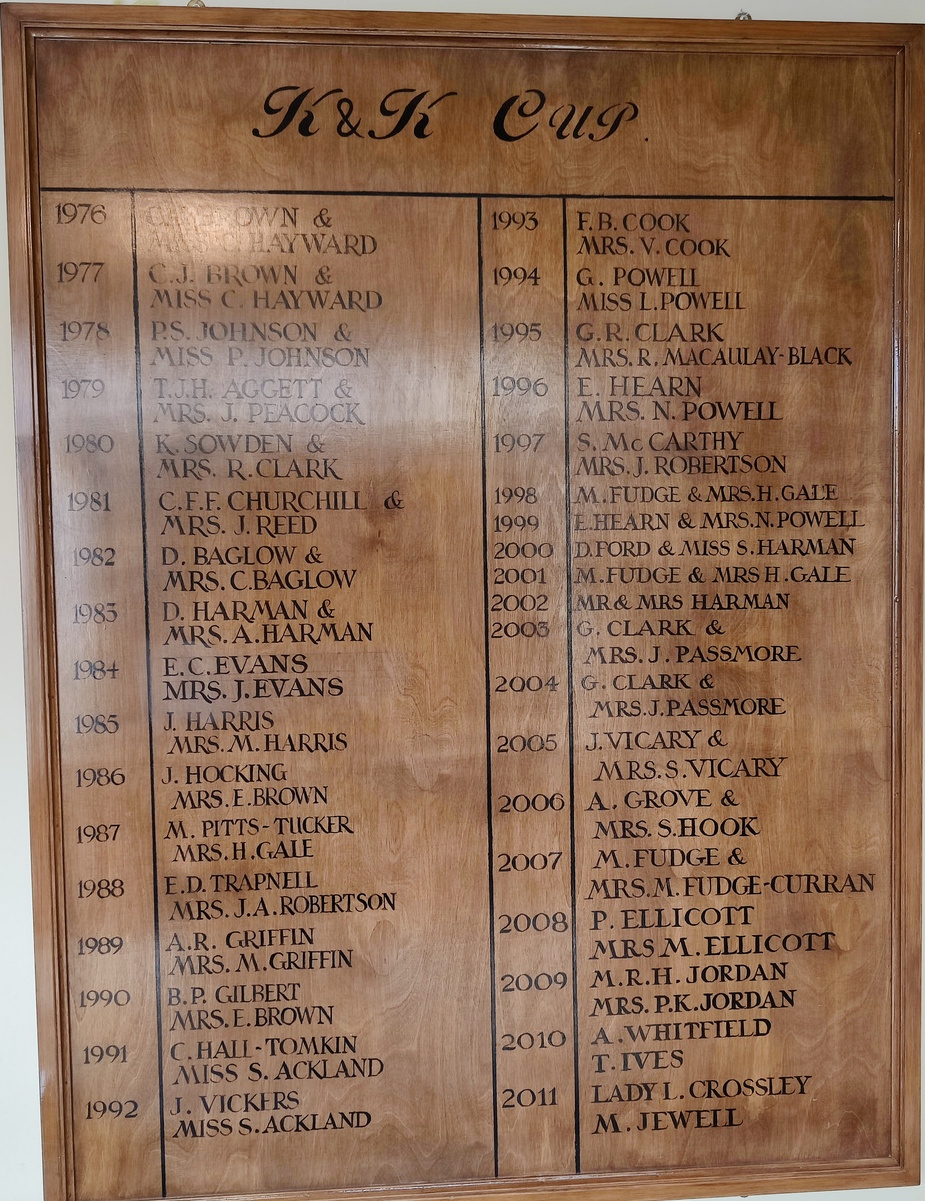 K&K CUP.
1976 C.J. BROWN &
MISS C. HAYWARD
1977 C.J. BROWN &
MISS C. HAYWARD
1978 P.S. JOHNSON &
MISS P. JOHNSON
1979 T.J.H. AGGETT &
MRS. J. PEACOCK
1980 K. SOWDEN &
MRS. R. CLARK
1981 C.F.F. CHURCHILL &
MRS. J. REED
1982 D. BAGLOW &
MRS. C. BAGLOW
1983 D. HARMAN &
MRS. A. HARMAN
1984 E.C. EVANS
MRS. J. EVANS
1985 J. HARRIS
MRS. M. HARRIS
1986 J. HOCKING
MRS. E. BROWN
1987 M. PITTS-TUCKER
MRS. H. GALE
1988 E.D. TRAPNELL
MRS. J.A. ROBERTSON
1989 A.R. GRIFFIN
MRS. M. GRIFFIN
1990 B.P. GILBERT
MRS. E. BROWN
1991 C. HALL-TOMKIN
MISS S. ACKLAND
1992 J. VICKERS
MISS S. ACKLAND
1993 F.B. COOK
MRS. V. COOK
1994 G. POWELL
MISS L. POWELL
1995 G.R. CLARK
MRS. R. MACAULAY-BLACK
1996 E. HEARN
MRS. N. POWELL
1997 S. McCARTHY
MRS. J. ROBERTSON
1998 M. FUDGE & MRS. H. GALE
1999 E. HEARN & MRS. N. POWELL
2000 D. FORD & MISS S. HARMAN
2001 M. FUDGE & MRS H. GALE
2002 MR & MRS HARMAN
2003 G. CLARK &
MRS. J. PASSMORE
2004 G. CLARK &
MRS. J. PASSMORE
2005 J. VICARY &
MRS. S. VICARY
2006 A. GROVE &
MRS. S. HOOK
2007 M. FUDGE &
MRS. M. FUDGE-CURRAN
2008 P. ELLICOTT
MRS M. ELLICOTT
2009 M.R.H. JORDAN
MRS. P.K. JORDAN
2010 A. WHITFIELD
T. IVES
2011 LADY L. CROSSLEY
M. JEWELL